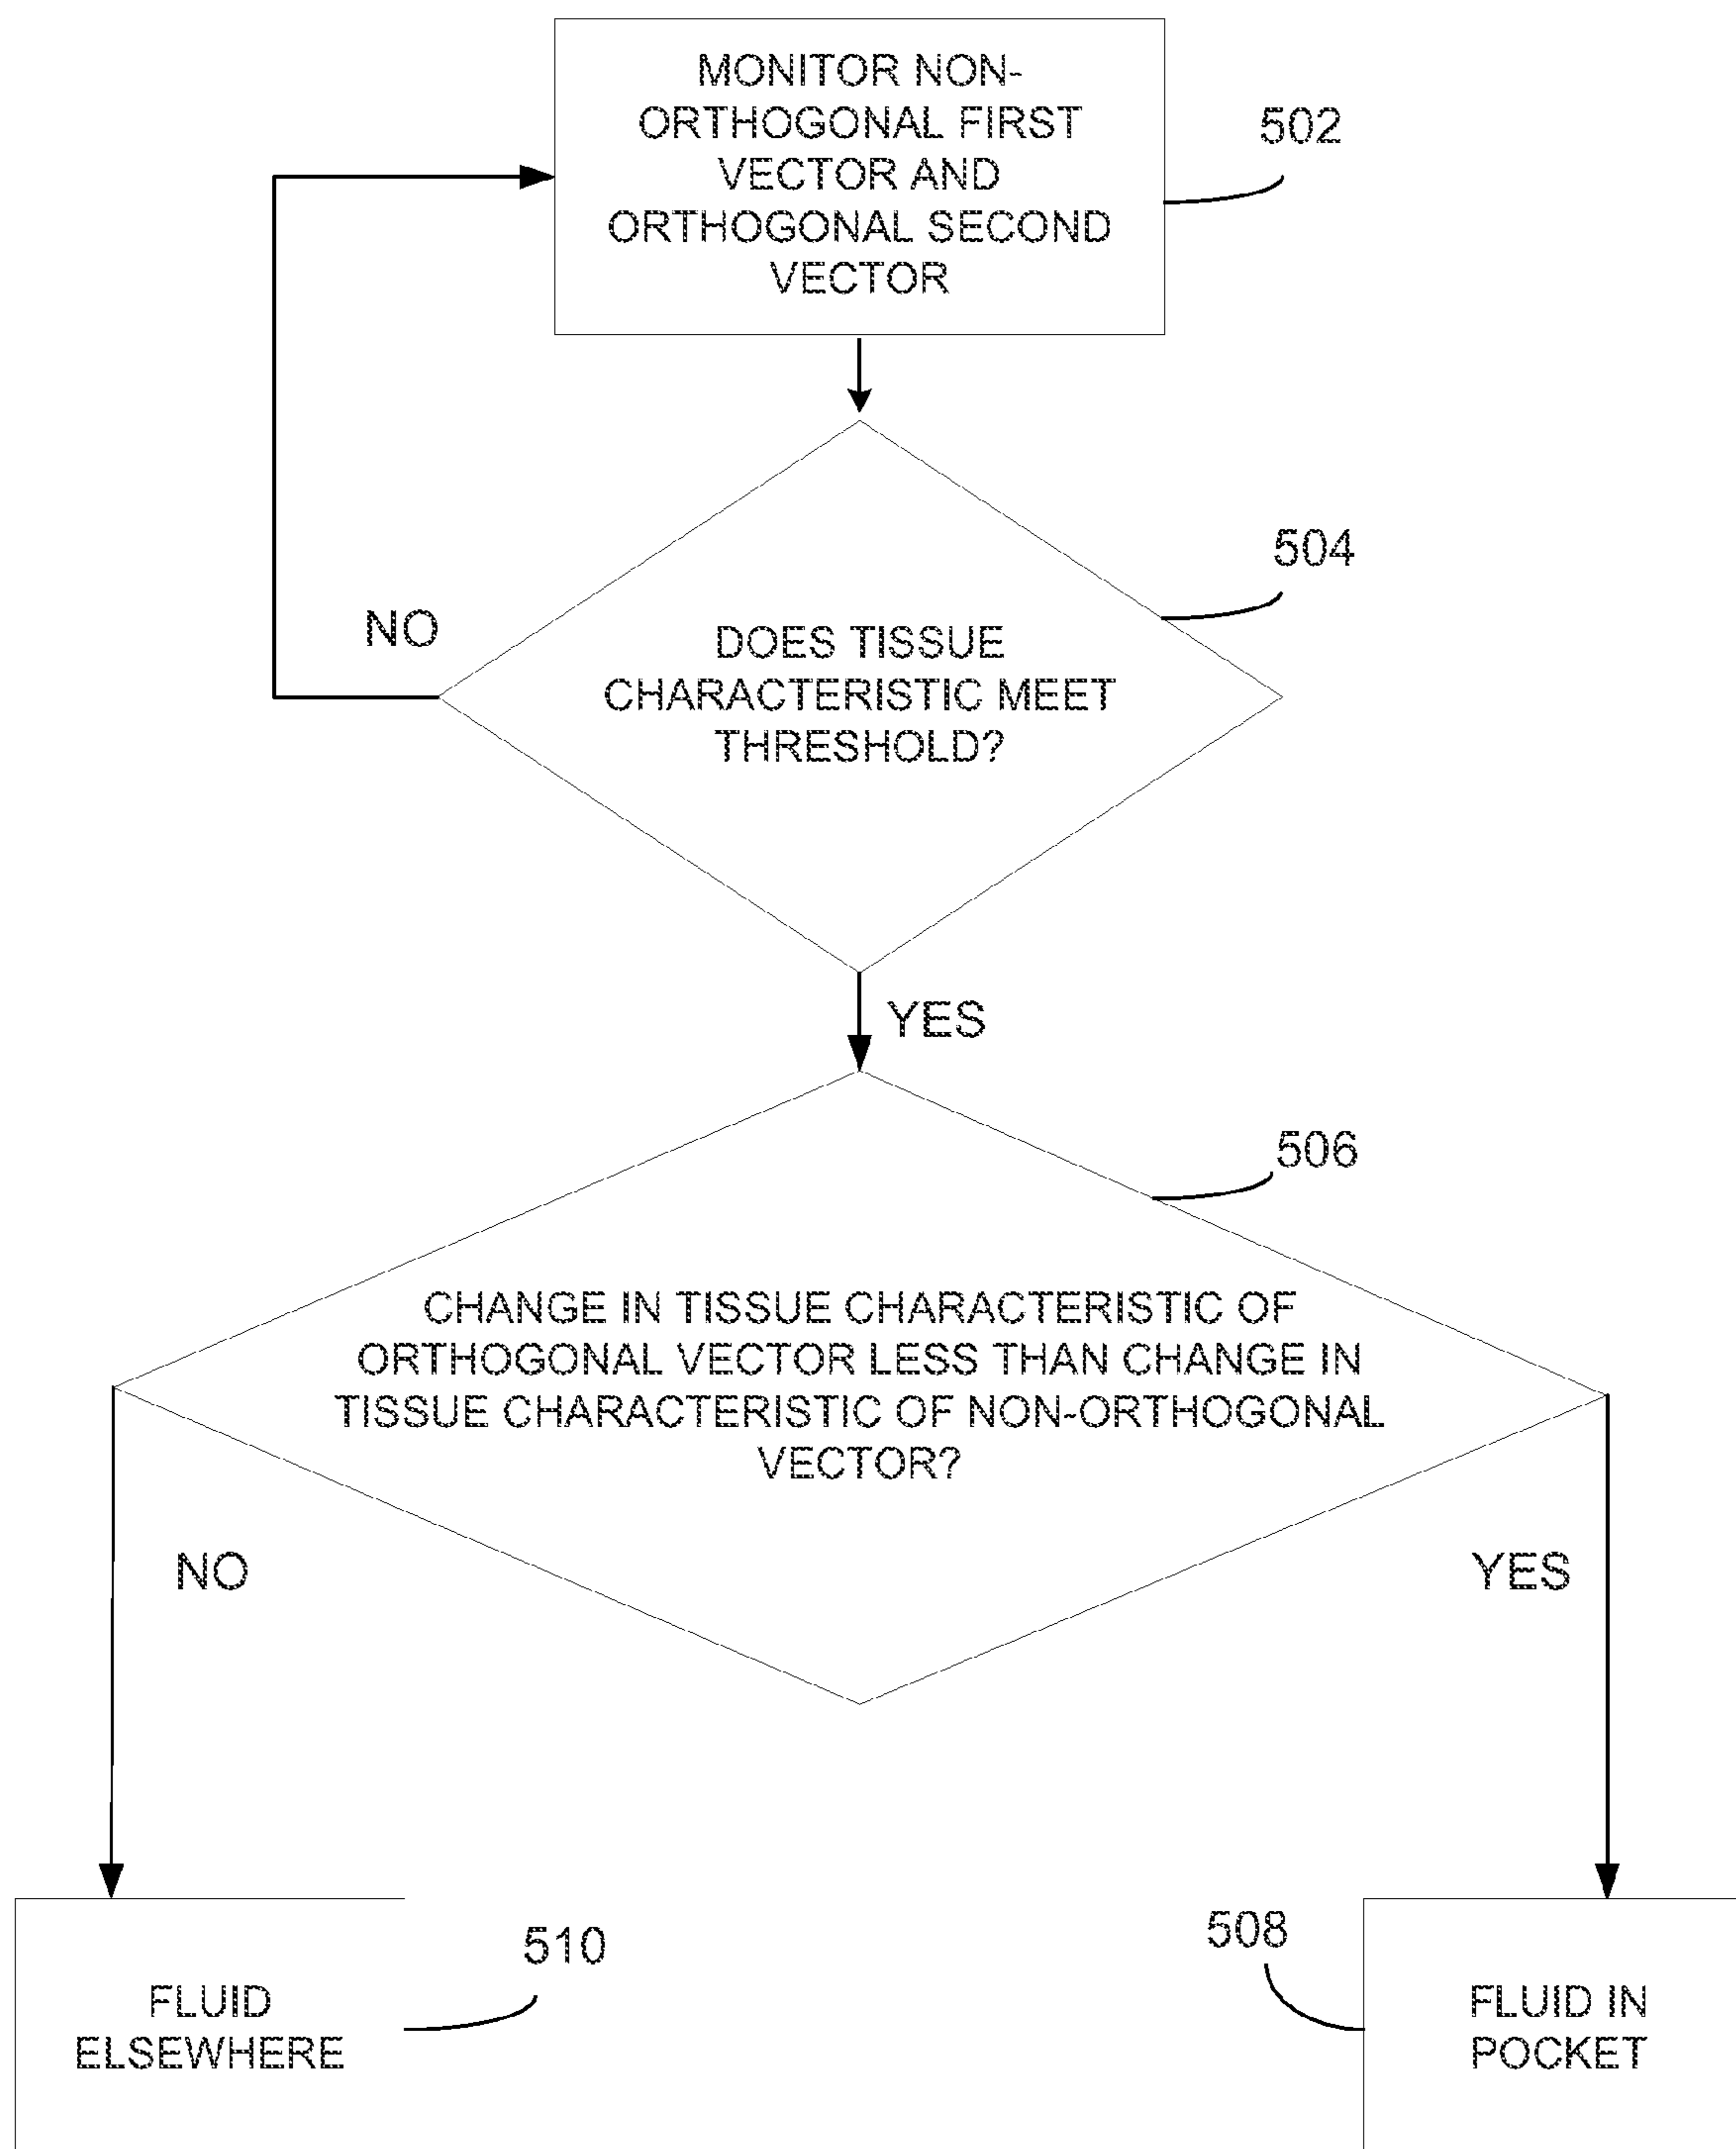 MONITOR NON-
ORTHOGONAL FIRST
VECTOR AND
ORTHOGONAL SECOND
VECTOR
502
504
NO
DOES TISSUE
CHARACTERISTIC MEET
THRESHOLD?
YES
506
CHANGE IN TISSUE CHARACTERISTIC OF
ORTHOGONAL VECTOR LESS THAN CHANGE IN
TISSUE CHARACTERISTIC OF NON-ORTHOGONAL
VECTOR?
NO
YES
510
FLUID
ELSEWHERE
508
FLUID IN
POCKET